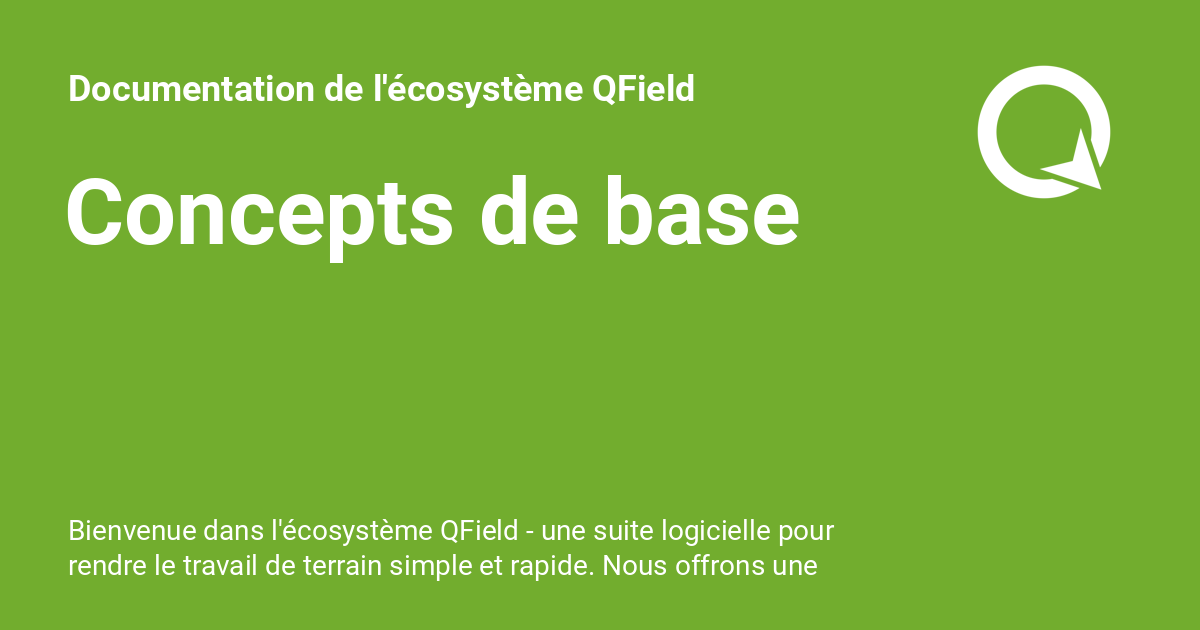 Documentation de l'écosystème QField
Concepts de base
Bienvenue dans l'écosystème QField - une suite logicielle pour
rendre le travail de terrain simple et rapide. Nous offrons une